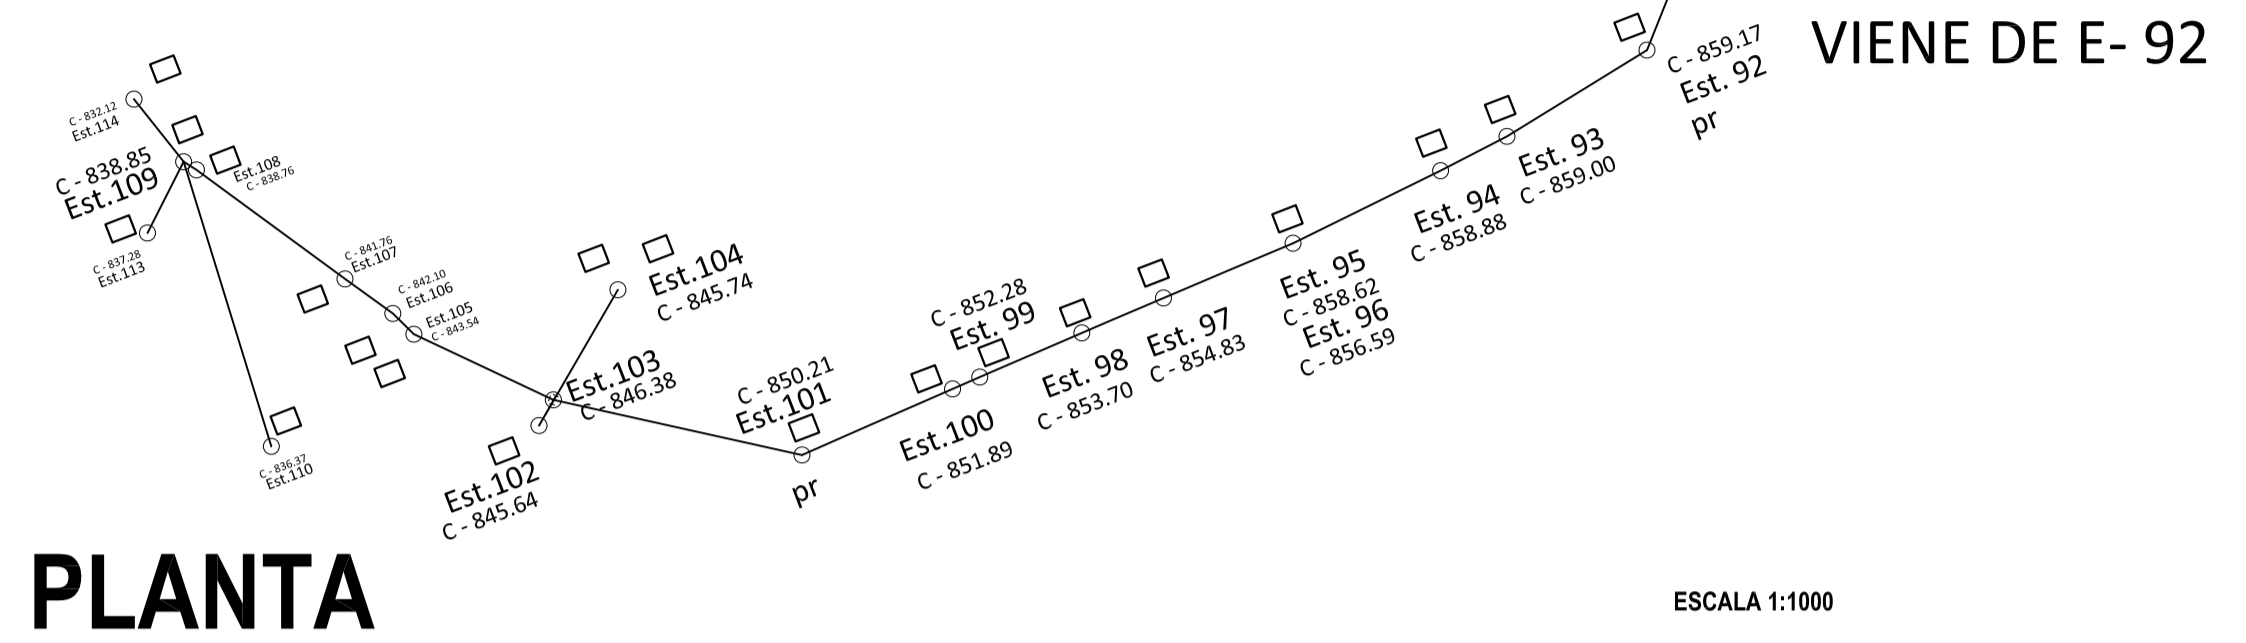 VIENE DE E- 92
C - 859.17
Est. 92
pr
Est. 93
C - 859.00
Est. 94
C - 858.88
Est. 95
C - 858.62
Est. 96
C - 856.59
Est. 97
C - 854.83
Est. 98
C - 853.70
C - 852.28
Est. 99
Est.100
C - 851.89
C - 850.21
Est.101
pr
Est.104
C - 845.74
Est.103
C - 846.38
Est.102
C - 845.64
Est.105
C - 843.54
C - 842.10
Est.106
C - 841.76
Est.107
Est.108
C - 838.76
C - 838.85
Est.109
C - 832.12
Est.114
C - 837.28
Est.113
C - 836.37
Est.110
PLANTA
ESCALA 1:1000